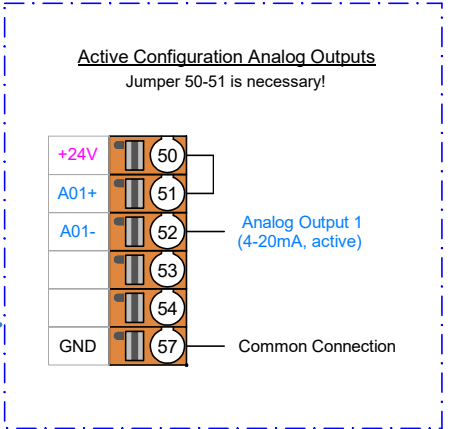 Active Configuration Analog Outputs
Jumper 50-51 is necessary!
+24V 50
A01+ 51
A01- 52 Analog Output 1
(4-20mA, active)
53
54
GND 57 Common Connection